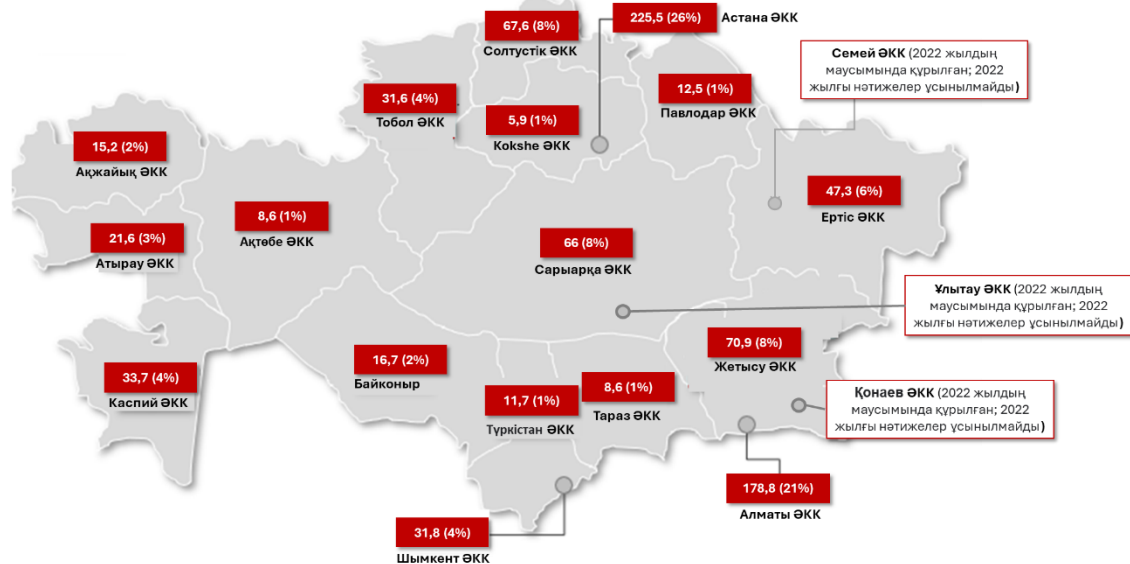 67,6 (8%)
Солтустік ӘКК
225,5 (26%)
Астана ӘКК
Семей ӘКК (2022 жылдың
маусымында құрылған; 2022
жылғы нәтижелер ұсынылмайды)
31,6 (4%)
Тобол ӘКК
5,9 (1%)
Kokshe ӘКК
12,5 (1%)
Павлодар ӘКК
15,2 (2%)
Ақжайық ӘКК
47,3 (6%)
Ертіс ӘКК
8,6 (1%)
Ақтөбе ӘКК
21,6 (3%)
Атырау ӘКК
66 (8%)
Сарыарқа ӘКК
Ұлытау ӘКК (2022 жылдың
маусымында құрылған; 2022
жылғы нәтижелер ұсынылмайды)
70,9 (8%)
Жетысу ӘКК
16,7 (2%)
Байконыр
33,7 (4%)
Каспий ӘКК
11,7 (1%)
Түркістан ӘКК
8,6 (1%)
Тараз ӘКК
Қонаев ӘКК (2022 жылдың
маусымында құрылған; 2022
жылғы нәтижелер ұсынылмайды)
178,8 (21%)
Алматы ӘКК
31,8 (4%)
Шымкент ӘКК